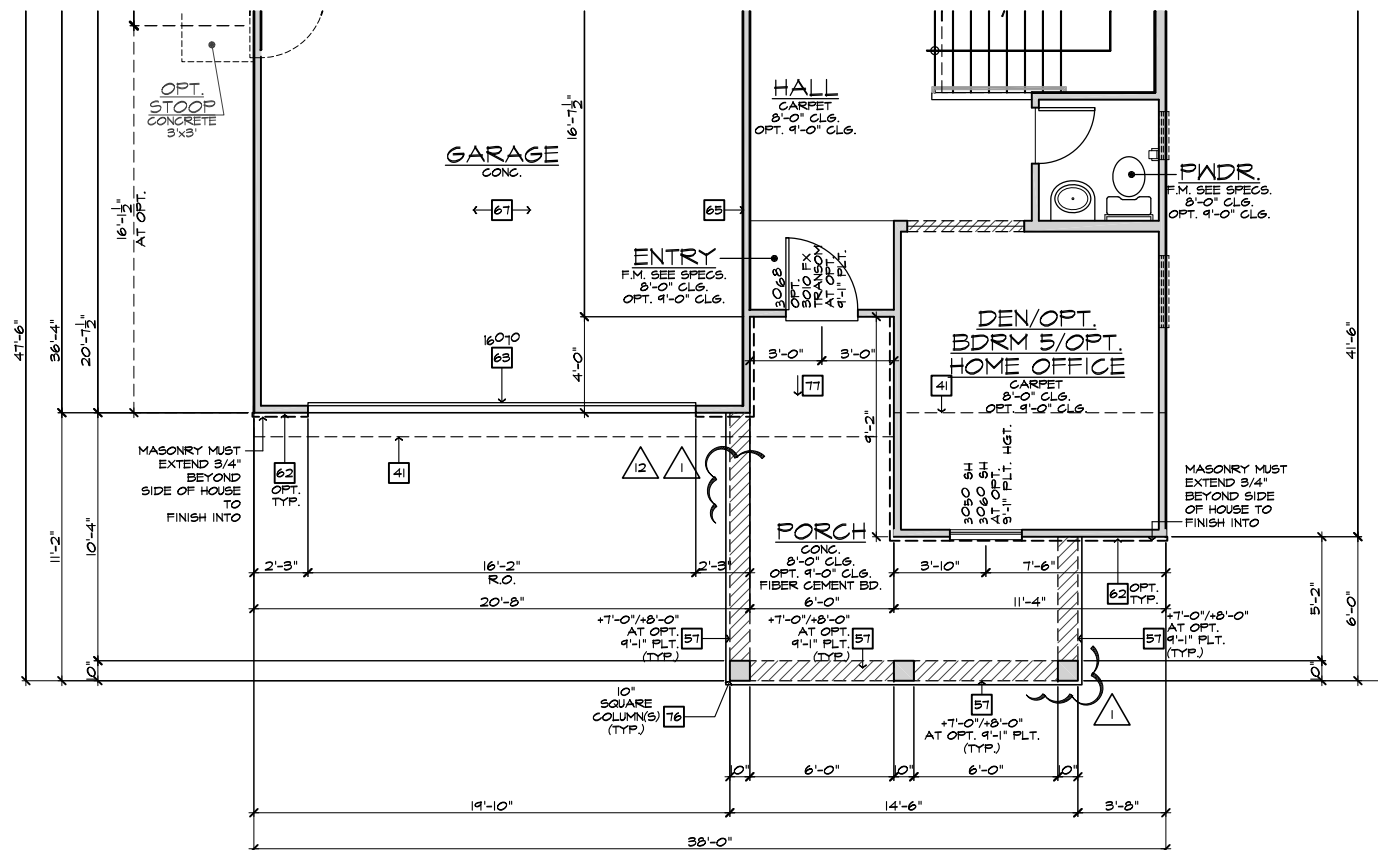 OPT.
STOOP
CONCRETE
3'x3'
16'-1½"
AT OPT.
47'-6"
36'-4"
20'-7½"
HALL
CARPET
8'-0" CLG.
OPT. 9'-0" CLG.
16'-7½"
GARAGE
CONC.
67
65
PWDR.
F.M. SEE SPECS.
8'-0" CLG.
OPT. 9'-0" CLG.
ENTRY
F.M. SEE SPECS.
8'-0" CLG.
OPT. 9'-0" CLG.
3068
OPT.
3010 FX
TRANSOM
AT OPT.
9'-1" PLT.
DEN/OPT.
BDRM 5/OPT.
HOME OFFICE
CARPET
8'-0" CLG.
OPT. 9'-0" CLG.
41
41'-6"
16070
63
4'-0"
3'-0"
3'-0"
77
9'-2"
MASONRY MUST
EXTEND 3/4"
BEYOND
SIDE OF HOUSE
TO
FINISH INTO
62
OPT.
TYP.
41
12
1
3050 SH
3060 SH
AT OPT.
9'-1" PLT. HGT.
MASONRY MUST
EXTEND 3/4"
BEYOND SIDE
OF HOUSE TO
FINISH INTO
PORCH
CONC.
8'-0" CLG.
OPT. 9'-0" CLG.
FIBER CEMENT BD.
11'-2"
10'-4"
2'-3"
16'-2"
R.O.
2'-3"
3'-10"
7'-6"
20'-8"
6'-0"
11'-4"
62
OPT.
TYP.
5'-2"
6'-0"
+7'-0"/+8'-0"
AT OPT.
9'-1" PLT.
(TYP.)
57
+7'-0"/+8'-0"
AT OPT.
9'-1" PLT.
(TYP.)
57
57
+7'-0"/+8'-0"
AT OPT.
9'-1" PLT.
(TYP.)
10"
10"
10"
SQUARE
COLUMN(S)
(TYP.)
76
57
+7'-0"/+8'-0"
AT OPT. 9'-1" PLT.
(TYP.)
1
10"
6'-0"
10"
6'-0"
10"
19'-10"
14'-6"
3'-8"
38'-0"